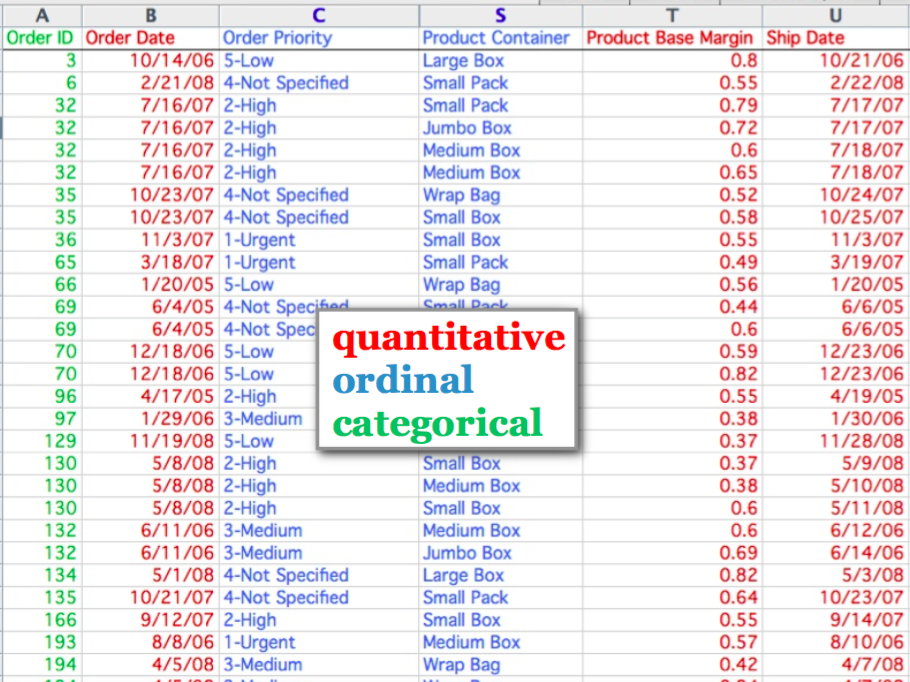 A B C S T U
Order ID Order Date Order Priority Product Container Product Base Margin Ship Date
3 10/14/06 5-Low Large Box 0.8 10/21/06
6 2/21/08 4-Not Specified Small Pack 0.55 2/22/08
32 7/16/07 2-High Small Pack 0.79 7/17/07
32 7/16/07 2-High Jumbo Box 0.72 7/17/07
32 7/16/07 2-High Medium Box 0.6 7/18/07
32 7/16/07 2-High Medium Box 0.65 7/18/07
35 10/23/07 4-Not Specified Wrap Bag 0.52 10/24/07
35 10/23/07 4-Not Specified Small Box 0.58 10/25/07
36 11/3/07 1-Urgent Small Box 0.55 11/3/07
65 3/18/07 1-Urgent Small Pack 0.49 3/19/07
66 1/20/05 5-Low Wrap Bag 0.56 1/20/05
69 6/4/05 4-Not Specified Small Pack 0.44 6/6/05
69 6/4/05 4-Not Spec 0.6 6/6/05
70 12/18/06 5-Low 0.59 12/23/06
70 12/18/06 5-Low 0.82 12/23/06
96 4/17/05 2-High 0.55 4/19/05
97 1/29/06 3-Medium 0.38 1/30/06
129 11/19/08 5-Low 0.37 11/28/08
quantitative
ordinal
categorical
130 5/8/08 2-High Small Box 0.37 5/9/08
130 5/8/08 2-High Medium Box 0.38 5/10/08
130 5/8/08 2-High Small Box 0.6 5/11/08
132 6/11/06 3-Medium Medium Box 0.6 6/12/06
132 6/11/06 3-Medium Jumbo Box 0.69 6/14/06
134 5/1/08 4-Not Specified Large Box 0.82 5/3/08
135 10/21/07 4-Not Specified Small Pack 0.64 10/23/07
166 9/12/07 2-High Small Box 0.55 9/14/07
193 8/8/06 1-Urgent Medium Box 0.57 8/10/06
194 4/5/08 3-Medium Wrap Bag 0.42 4/7/08